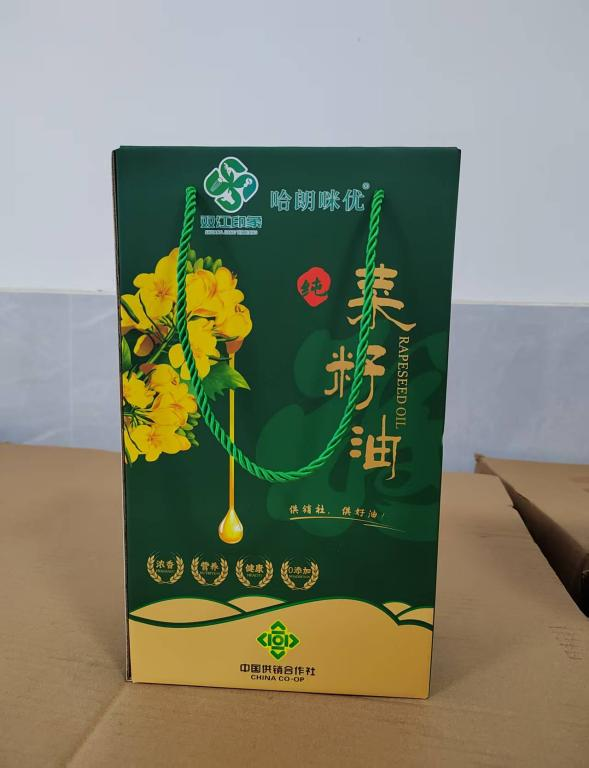 哈朗咪优®
双江印象
纯
菜籽油
RAPESEED OIL
供销社，供好油！
浓香
营养
NUTRITION
健康
HEALTH
0添加
中国供销合作社
CHINA CO-OP